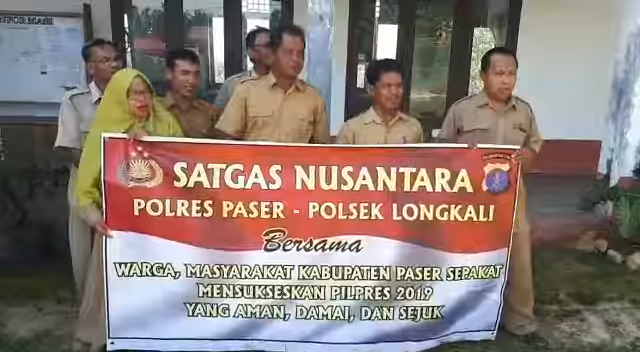 SATGAS NUSANTARA
POLRES PASER - POLSEK LONGKALI
Bersama
WARGA, MASYARAKAT KABUPATEN PASER SEPAKAT
MENSUKSESKAN PILPRES 2019
YANG AMAN, DAMAI, DAN SEJUK